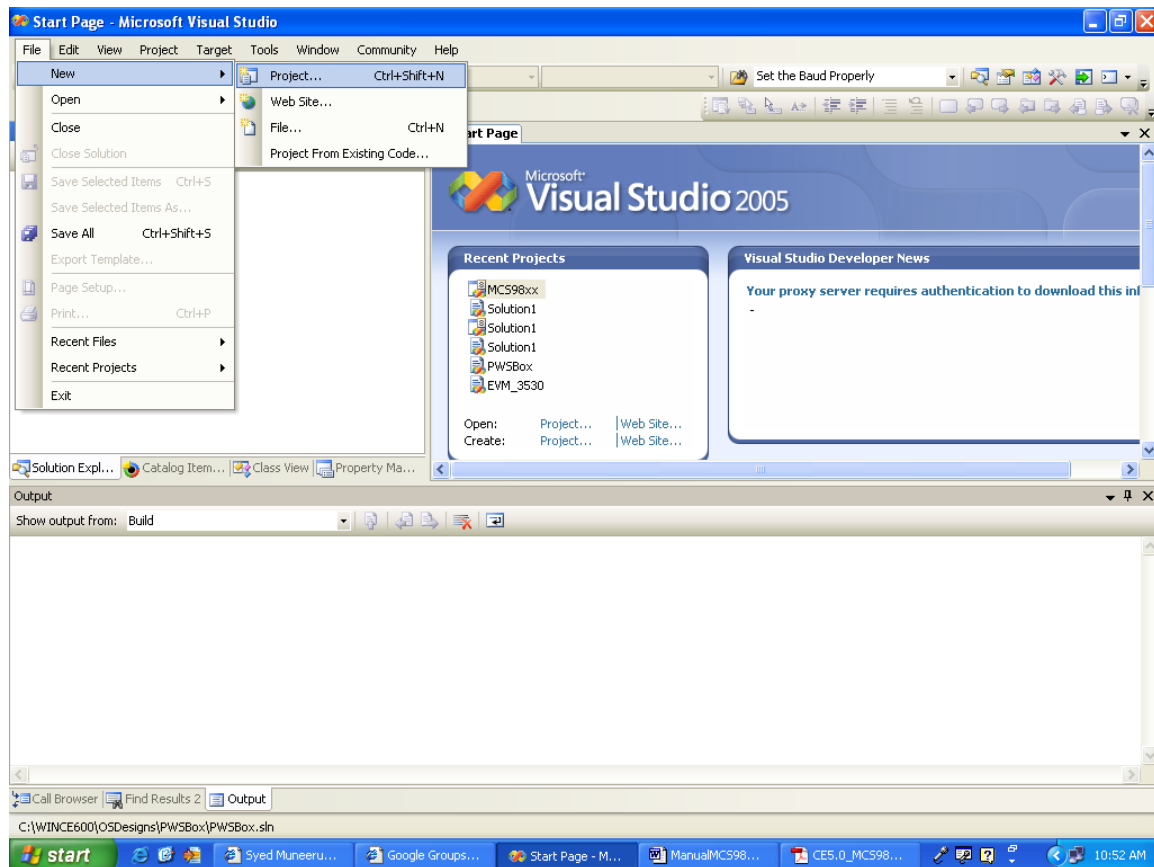 Start Page - Microsoft Visual Studio
File Edit View Project Target Tools Window Community Help
New
Open
Close
Close Solution
Save Selected Items Ctrl+S
Save Selected Items As...
Save All Ctrl+Shift+S
Export Template...
Page Setup...
Print... Ctrl+P
Recent Files
Recent Projects
Exit
Project... Ctrl+Shift+N
Web Site...
File... Ctrl+N
Project From Existing Code...
Set the Baud Properly
art Page
Microsoft
Visual Studio 2005
Recent Projects
MCS98xx
Solution1
Solution1
Solution1
PWSBox
EVM_3530
Open: Project... Web Site...
Create: Project... Web Site...
Visual Studio Developer News
Your proxy server requires authentication to download this inf
-
Solution Expl... Catalog Item... Class View Property Ma...
Output
Show output from: Build
Call Browser Find Results 2 Output
C:\WINCE600\OSDesigns\PWSBox\PWSBox.sln
start Syed Muneeru... Google Groups... Start Page - M... ManualMCS98... CE5.0_MCS98... 10:52 AM